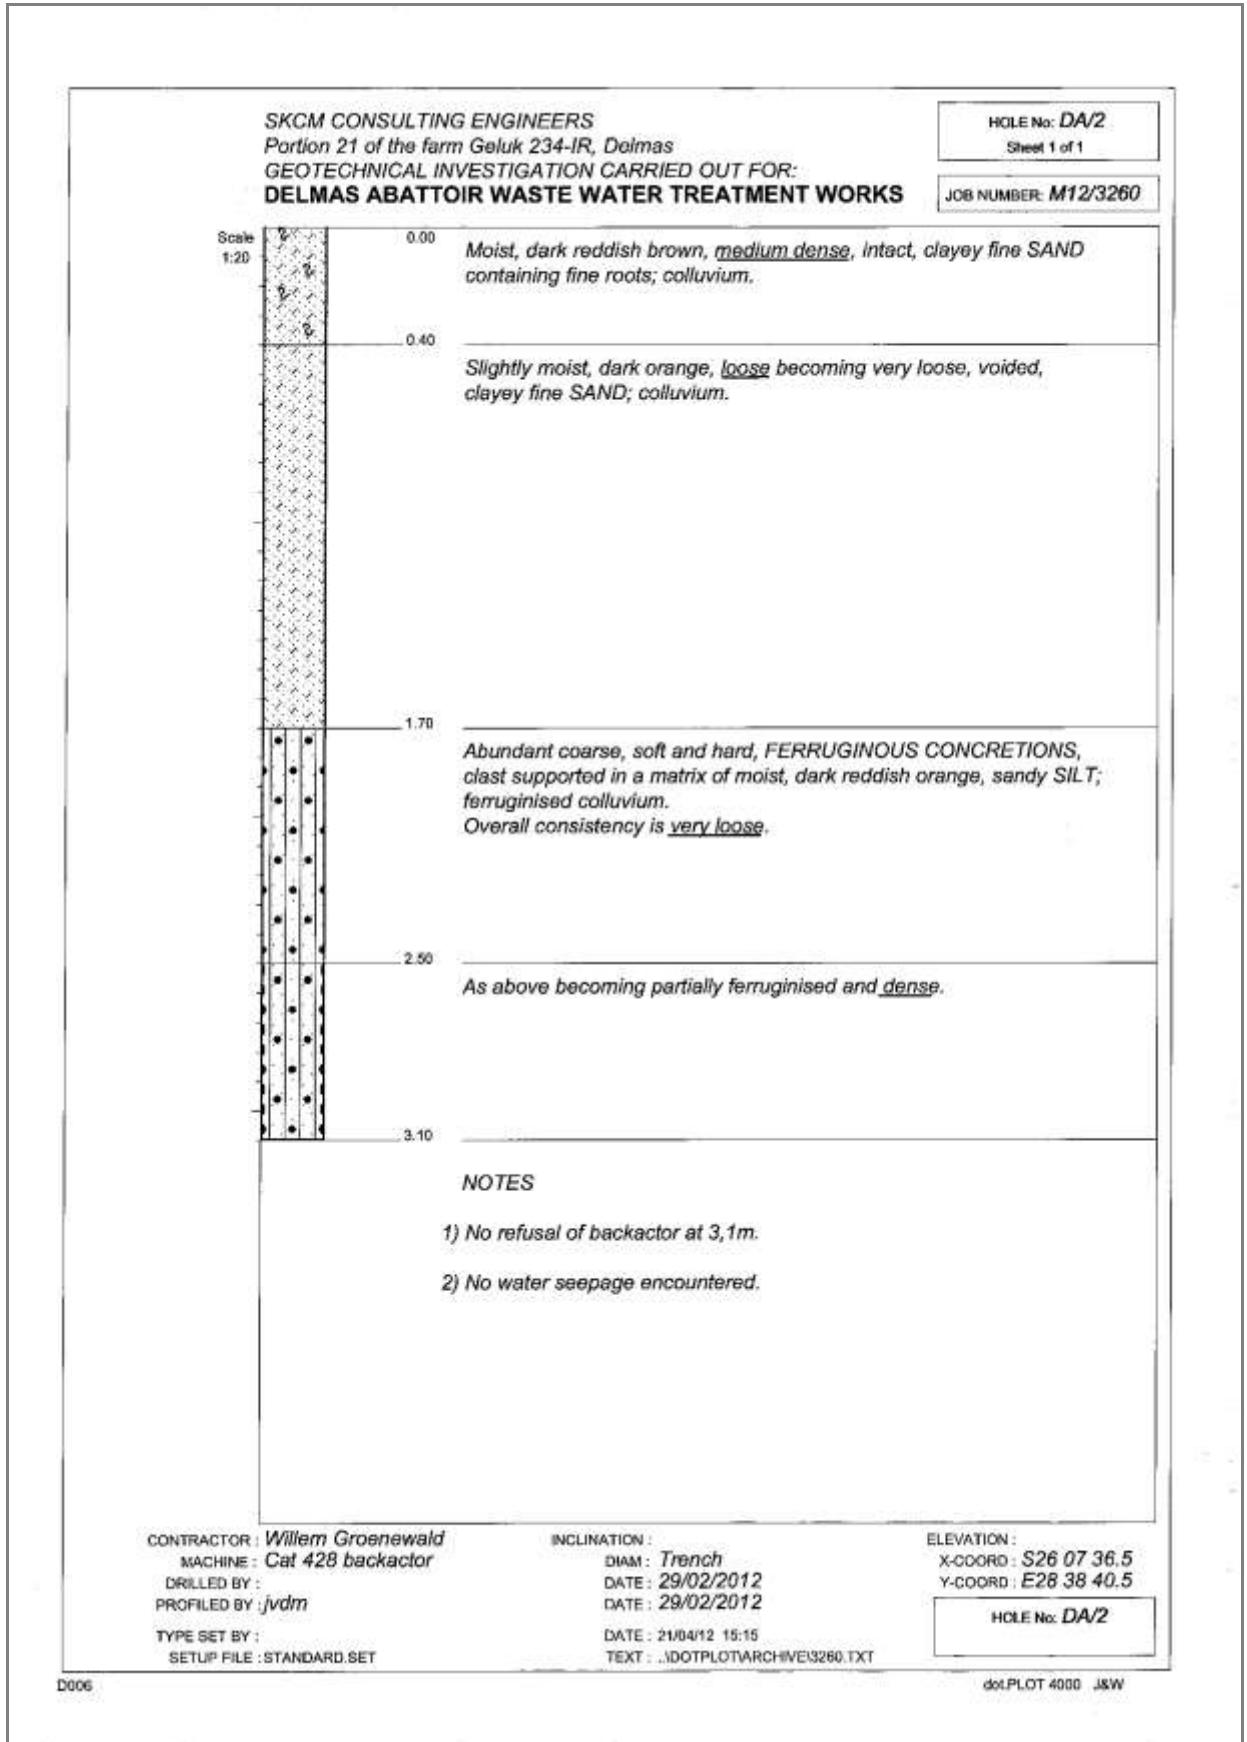 SKCM CONSULTING ENGINEERS
Portion 21 of the farm Geluk 234-IR, Delmas
GEOTECHNICAL INVESTIGATION CARRIED OUT FOR:
DELMAS ABATTOIR WASTE WATER TREATMENT WORKS
HOLE No: DA/2
Sheet 1 of 1
JOB NUMBER: M12/3260
Scale
1:20
0.00
Moist, dark reddish brown, medium dense, intact, clayey fine SAND
containing fine roots; colluvium.
0.40
Slightly moist, dark orange, loose becoming very loose, voided,
clayey fine SAND; colluvium.
1.70
Abundant coarse, soft and hard, FERRUGINOUS CONCRETIONS,
clast supported in a matrix of moist, dark reddish orange, sandy SILT;
ferruginised colluvium.
Overall consistency is very loose.
2.50
As above becoming partially ferruginised and dense.
3.10
NOTES
1) No refusal of backactor at 3,1m.
2) No water seepage encountered.
CONTRACTOR : Willem Groenewald
MACHINE : Cat 428 backactor
DRILLED BY :
PROFILED BY : jvdm
TYPE SET BY :
SETUP FILE : STANDARD.SET
INCLINATION :
DIAM : Trench
DATE : 29/02/2012
DATE : 29/02/2012
DATE : 21/04/12 15:15
TEXT : ..\DOTPLOT\ARCHIVE\3260.TXT
ELEVATION :
X-COORD : S26 07 36.5
Y-COORD : E28 38 40.5
HOLE No: DA/2
D006
dot.PLOT 4000 J&W